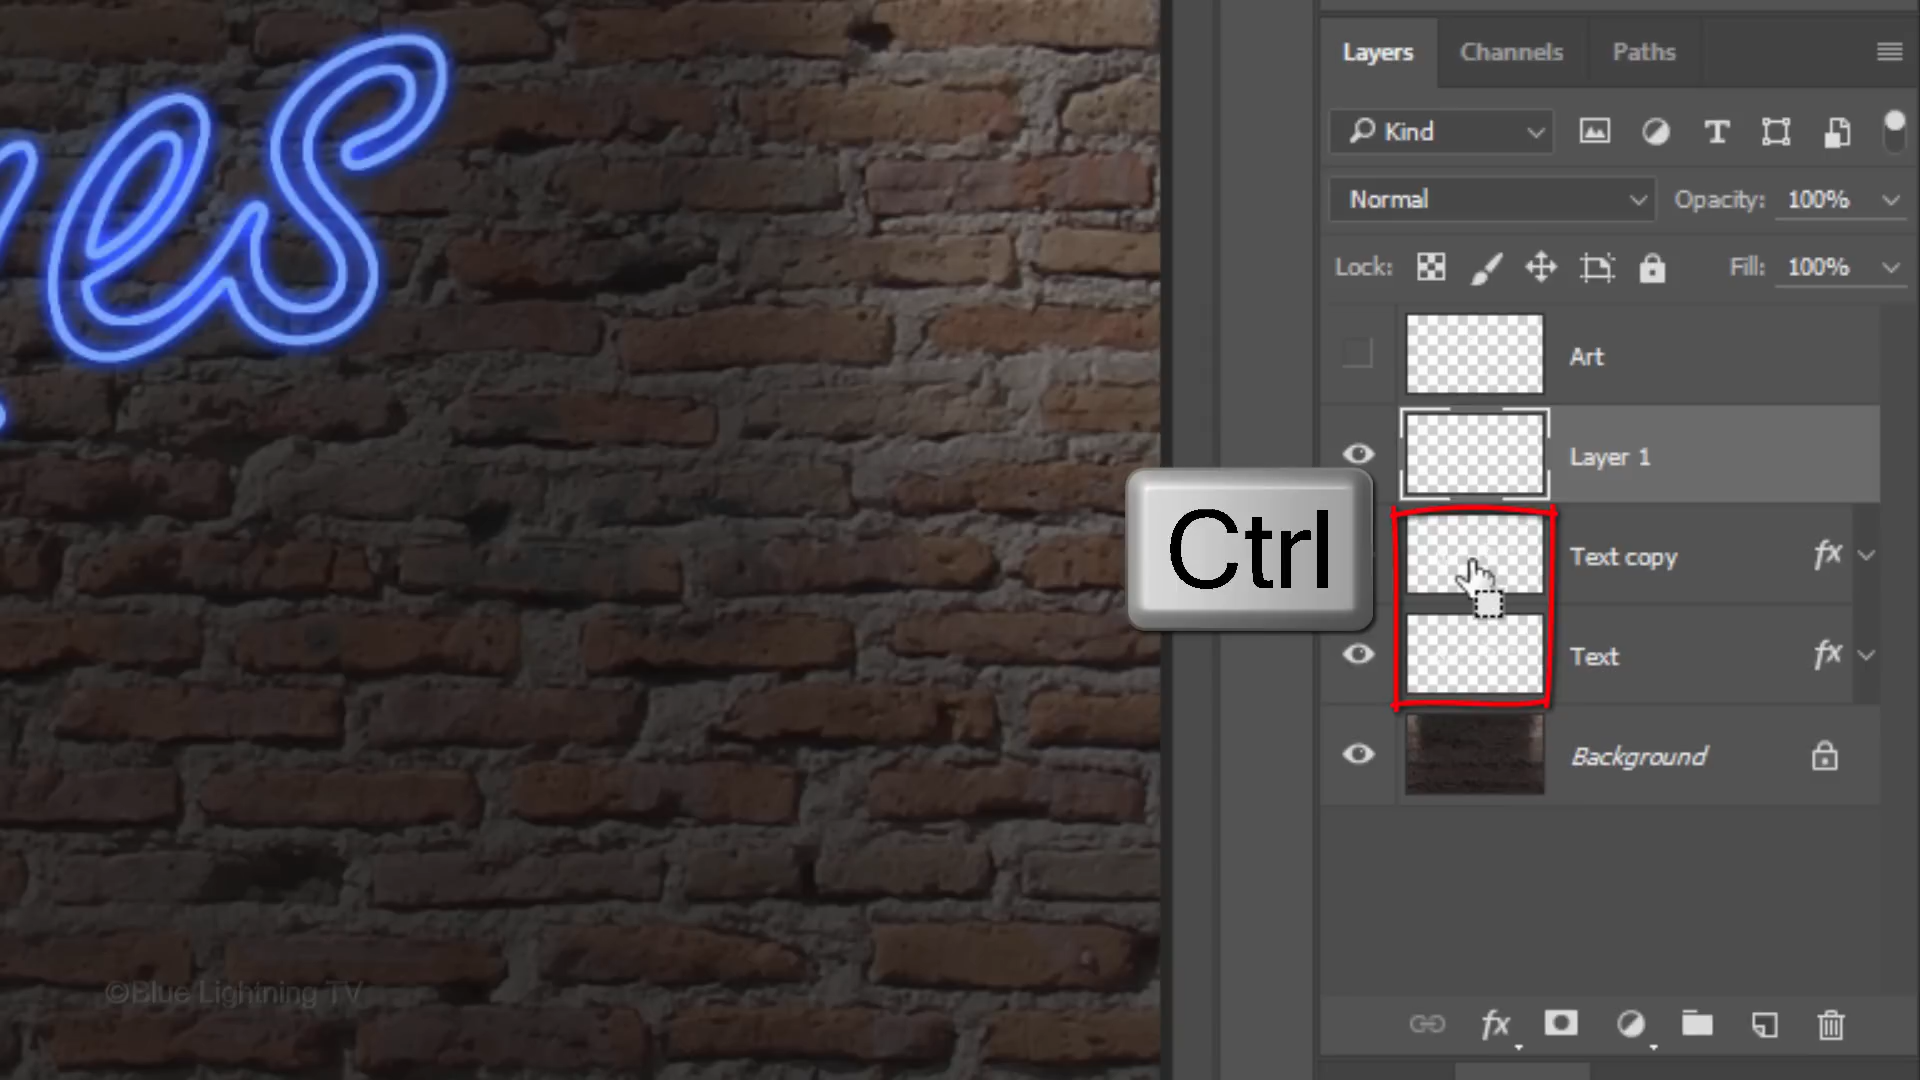 es
Layers Channels Paths
Kind
Normal Opacity: 100%
Lock: Fill: 100%
Art
Layer 1
Ctrl
Text copy fx
Text fx
Background
©Blue Lightning TV
fx